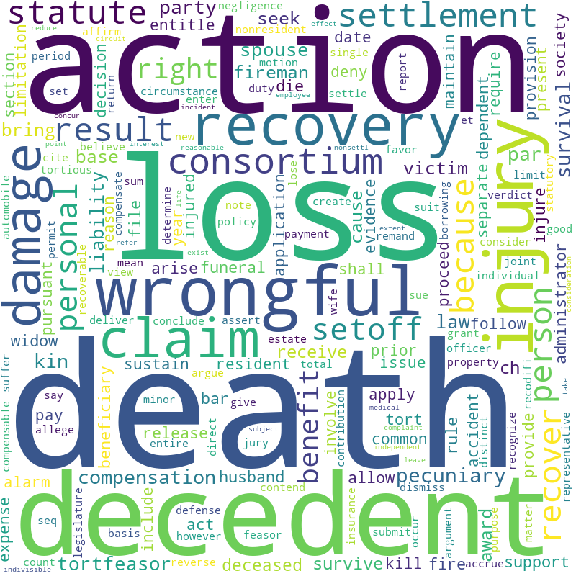 statute
party
negligence
entitle
seek
settlement
action
nonresident
date
limitation
section
affirm
period
decision
right
spouse
fireman
deny
maintain
provision
society
survival
set
motion
circumstance
enter
duty
die
settle
report
require
present
bring
result
recovery
incident
employee
new
believe
cite
base
tortious
consortium
favor
victim
par
limit
damage
personal
liability
reason
compensate
file
sum
determine
year
injured
lose
note
policy
create
cause
evidence
suit
remand
borrowing
separate
dependent
verdict
injure
statutory
automobile
loss
payment
because
injury
person
consider
good
permit
pursuant
recoverable
view
mean
arise
funeral
application
shall
wife
sue
proceed
joint
individual
wrongful
administrator
widow
deliver
conclude
assert
estate
claim
setoff
law
follow
grant
officer
property
kin
sustain
resident
total
receive
prior
issue
ch
suffer
say
allege
pay
argue
minor
bar
give
benefit
contribution
apply
medical
common
tort
rule
accident
distinct
recognize
provide
recover
representative
compensable
beneficiary
release
direct
entire
jury
involve
death
alarm
compensation
husband
contend
allow
pecuniary
dismiss
award
matter
purpose
expense
seq
legislature
basis
include
defense
act
however
feasor
insurance
submit
occur
argument
decedent
count
tortfeasor
reverse
deceased
survive
kill
fire
accrue
support
indivisible